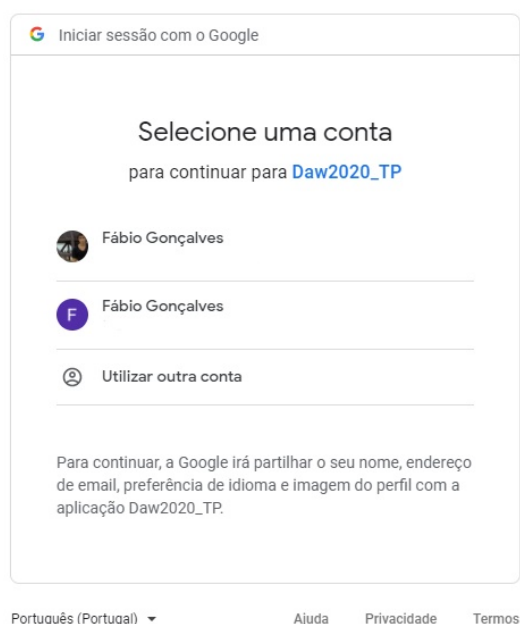 Iniciar sessão com o Google
Selecione uma conta
para continuar para Daw2020_TP
Fábio Gonçalves
F
Fábio Gonçalves
Utilizar outra conta
Para continuar, a Google irá partilhar o seu nome, endereço
de email, preferência de idioma e imagem do perfil com a
aplicação Daw2020_TP.
Português (Portugal) Ajuda Privacidade Termos